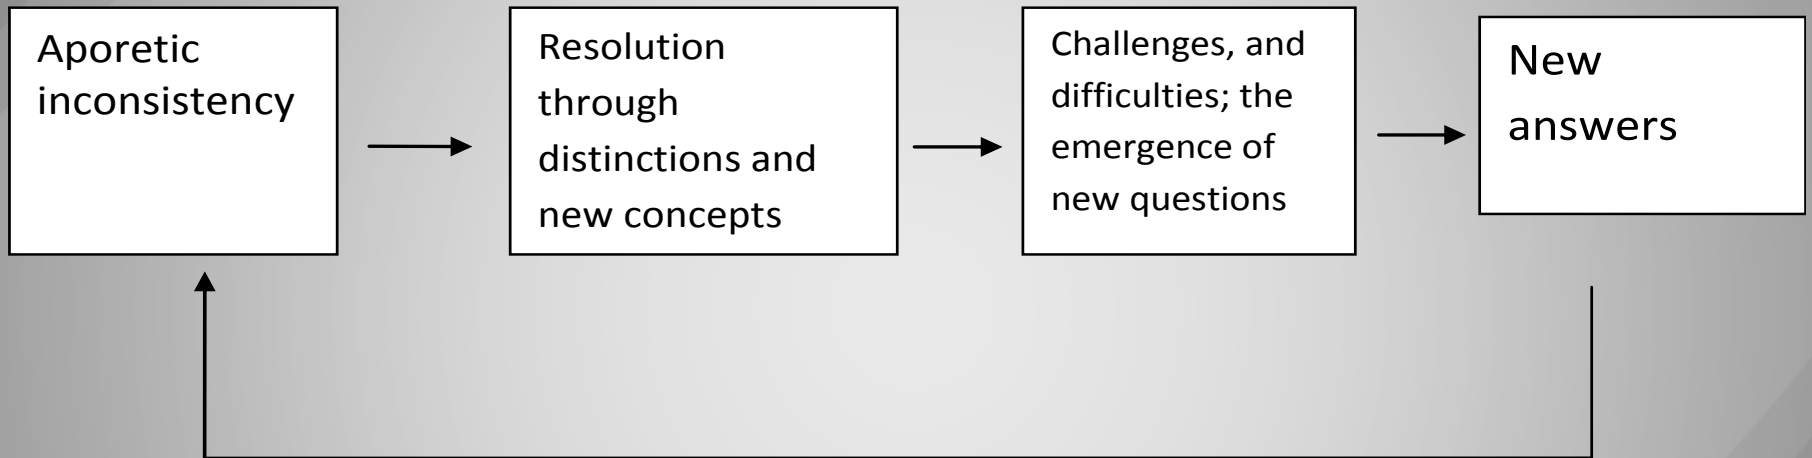 Aporetic
inconsistency
Resolution
through
distinctions and
new concepts
Challenges, and
difficulties; the
emergence of
new questions
New
answers